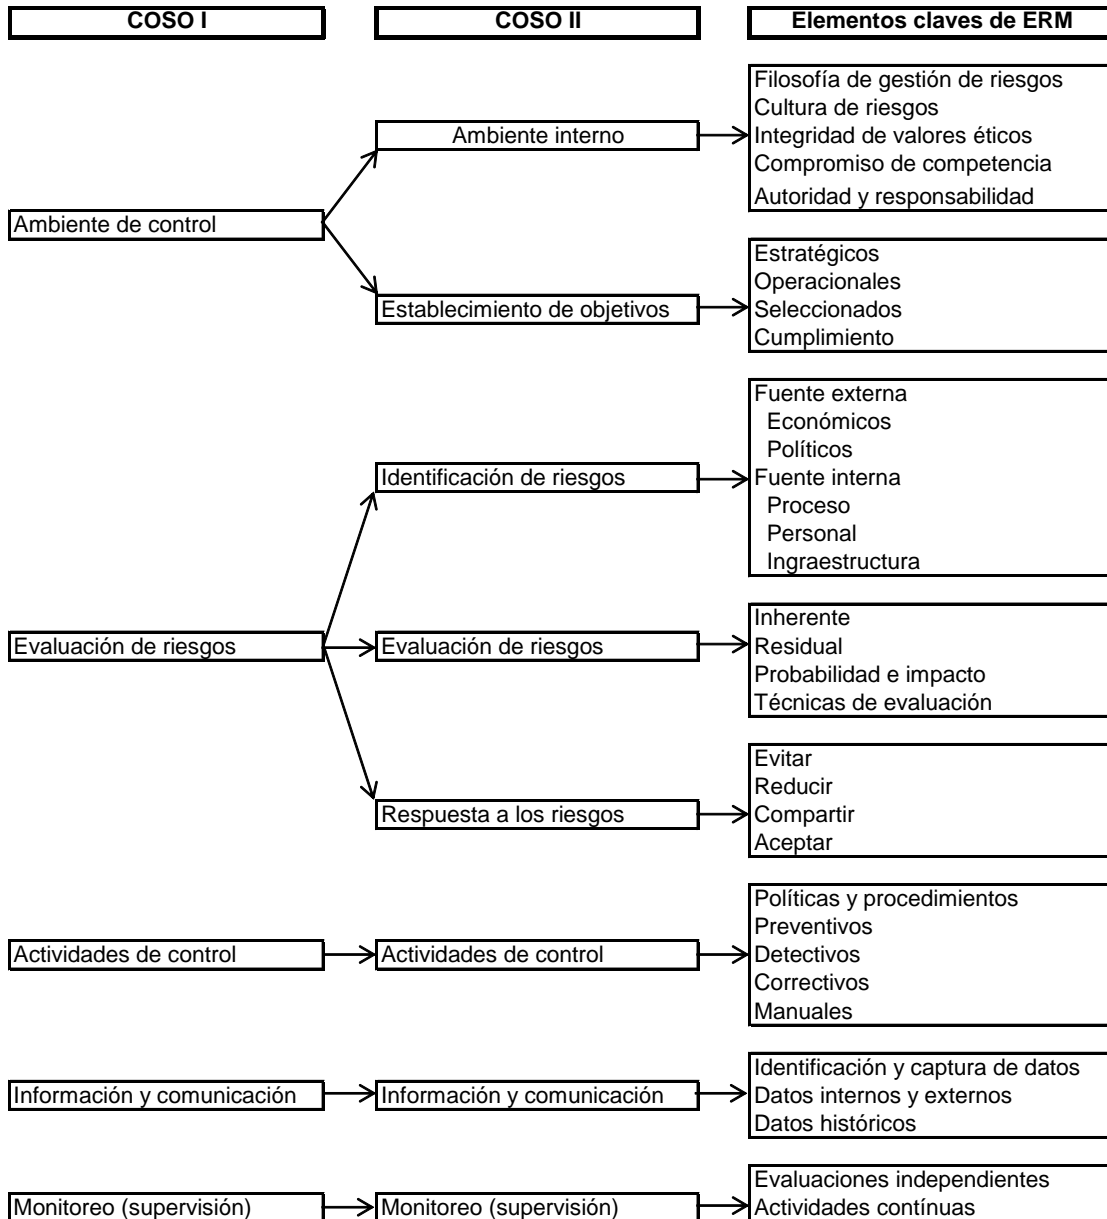 COSO I
COSO II
Elementos claves de ERM
Filosofía de gestión de riesgos
Cultura de riesgos
Ambiente interno
Integridad de valores éticos
Compromiso de competencia
Autoridad y responsabilidad
Ambiente de control
Estratégicos
Operacionales
Establecimiento de objetivos
Seleccionados
Cumplimiento
Fuente externa
Económicos
Políticos
Identificación de riesgos
Fuente interna
Proceso
Personal
Ingraestructura
Evaluación de riesgos
Evaluación de riesgos
Inherente
Residual
Probabilidad e impacto
Técnicas de evaluación
Respuesta a los riesgos
Evitar
Reducir
Compartir
Aceptar
Actividades de control
Actividades de control
Políticas y procedimientos
Preventivos
Detectivos
Correctivos
Manuales
Información y comunicación
Información y comunicación
Identificación y captura de datos
Datos internos y externos
Datos históricos
Monitoreo (supervisión)
Monitoreo (supervisión)
Evaluaciones independientes
Actividades contínuas